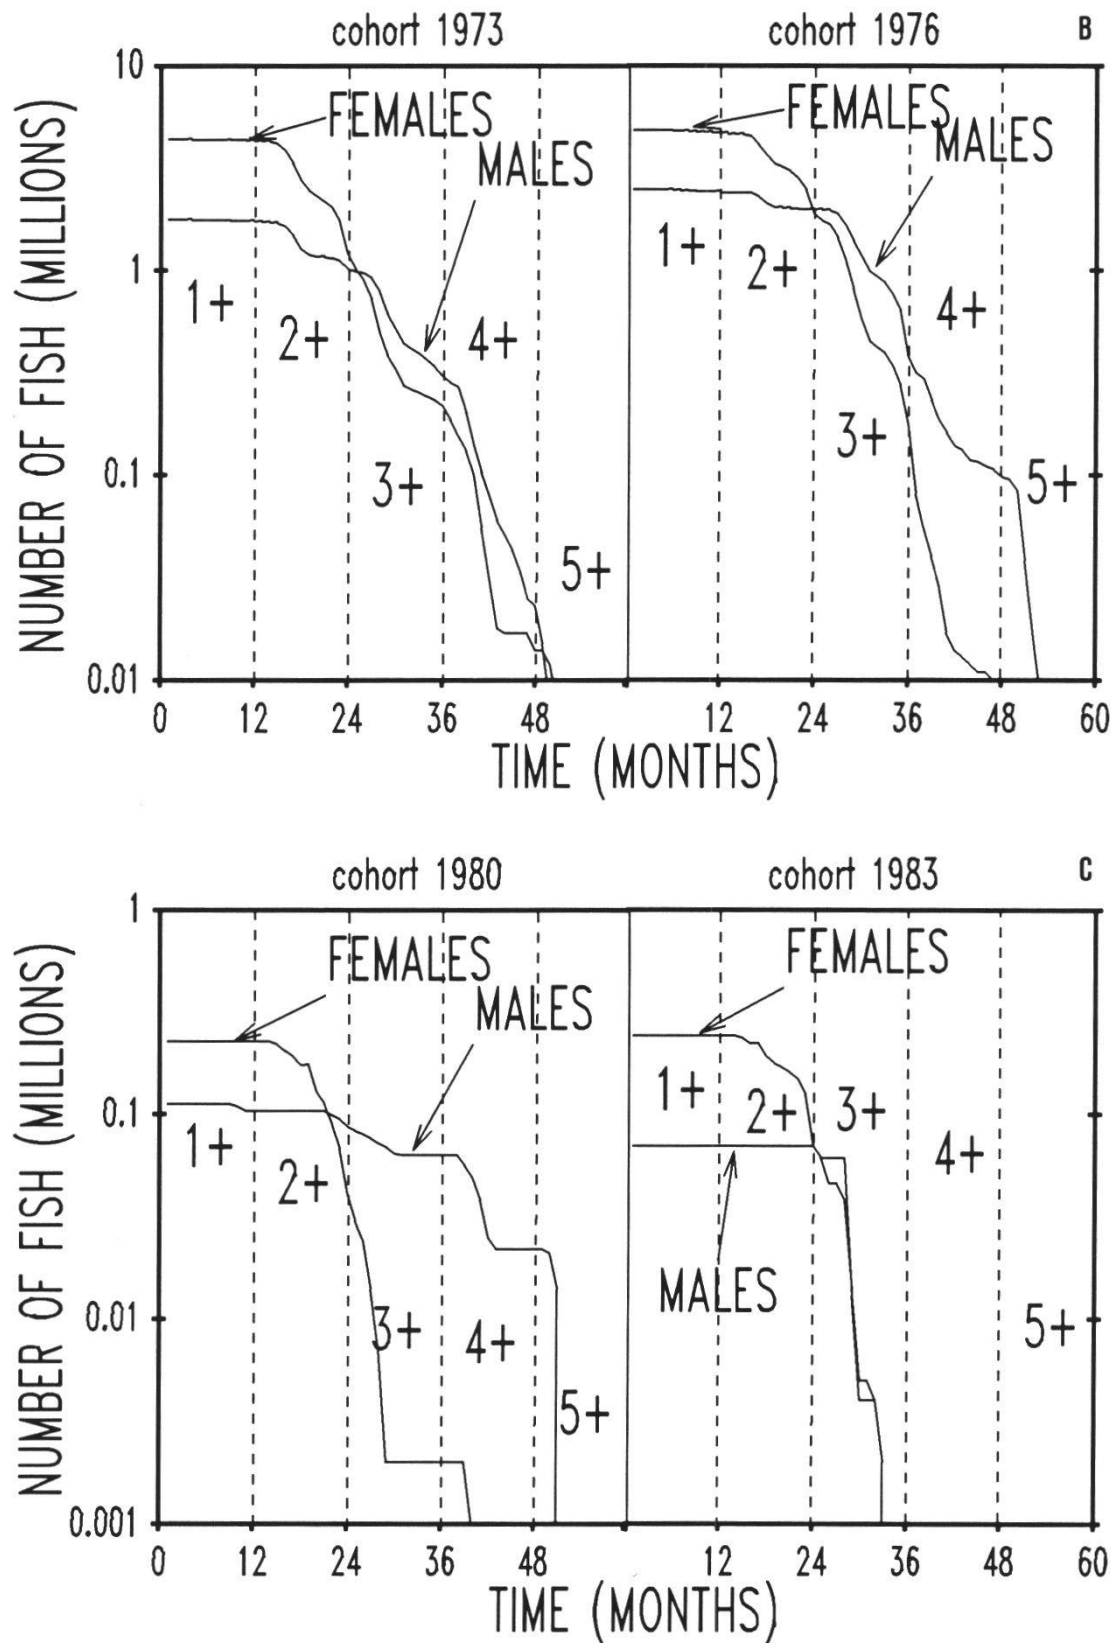 cohort 1973 cohort 1976 B
NUMBER OF FISH (MILLIONS)
10
1
0.1
0.01
FEMALES
MALES
1+
2+
3+
4+
5+
FEMALES
MALES
1+
2+
3+
4+
5+
0 12 24 36 48 12 24 36 48 60
TIME (MONTHS)
cohort 1980 cohort 1983 C
NUMBER OF FISH (MILLIONS)
1
0.1
0.01
0.001
FEMALES
MALES
1+
2+
3+
4+
5+
FEMALES
1+
2+
3+
4+
MALES
5+
0 12 24 36 48 12 24 36 48 60
TIME (MONTHS)